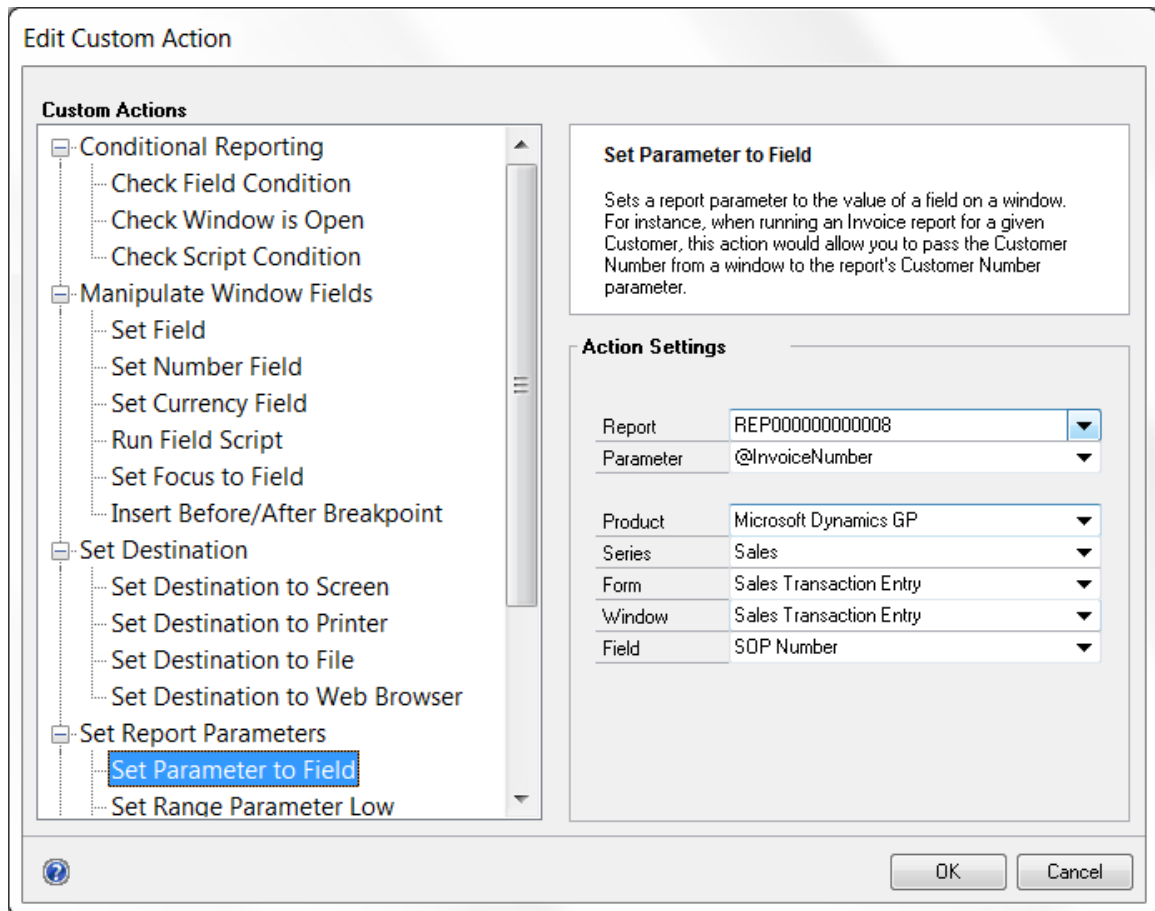 Edit Custom Action
Custom Actions
Conditional Reporting
Check Field Condition
Check Window is Open
Check Script Condition
Manipulate Window Fields
Set Field
Set Number Field
Set Currency Field
Run Field Script
Set Focus to Field
Insert Before/After Breakpoint
Set Destination
Set Destination to Screen
Set Destination to Printer
Set Destination to File
Set Destination to Web Browser
Set Report Parameters
Set Parameter to Field
Set Range Parameter Low
Set Parameter to Field
Sets a report parameter to the value of a field on a window.
For instance, when running an Invoice report for a given
Customer, this action would allow you to pass the Customer
Number from a window to the report's Customer Number
parameter.
Action Settings
Report REP000000000008
Parameter @InvoiceNumber
Product Microsoft Dynamics GP
Series Sales
Form Sales Transaction Entry
Window Sales Transaction Entry
Field SOP Number
? OK Cancel